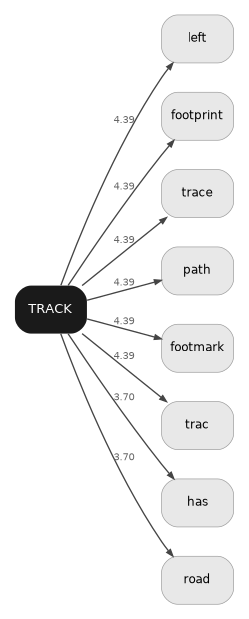 left
4.39
footprint
4.39
trace
4.39
path
4.39
TRACK
footmark
4.39
trac
4.39
has
3.70
road
3.70